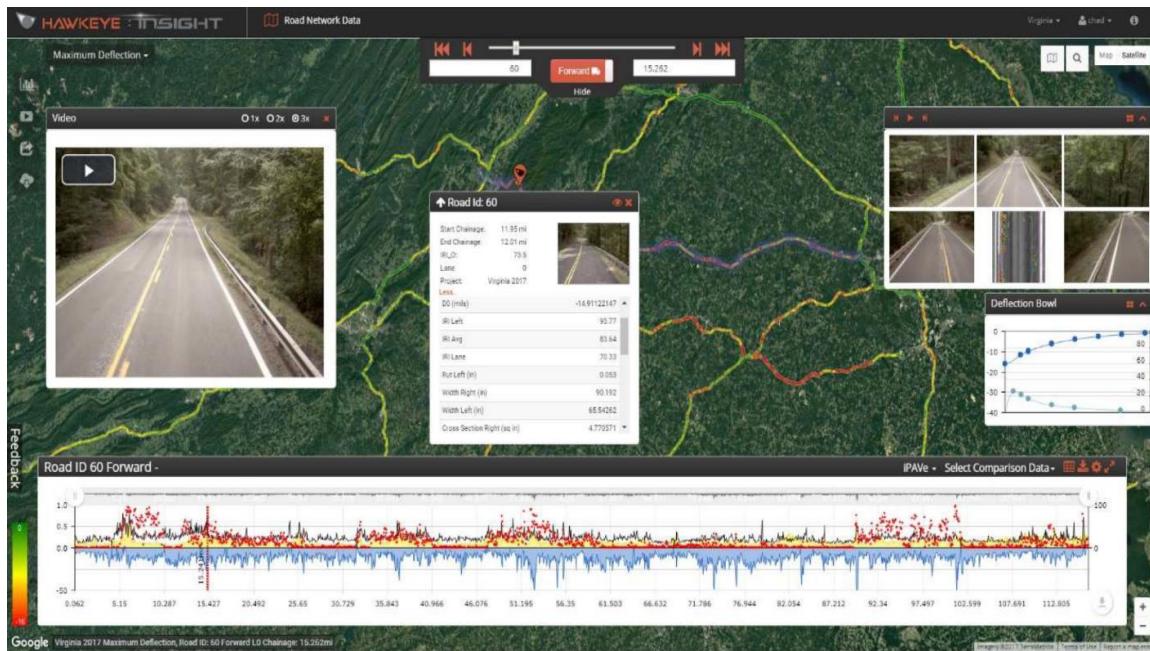 HAWKEYE : INSIGHT
Road Network Data
Virginia
chad
Maximum Deflection
60
Forward
15.262
Hide
Map
Satellite
Video
1x
2x
3x
Road Id: 60
Start Chainage: 11.95 mi
End Chainage: 12.01 mi
73.5
Lane 0
Project: Virginia 2017
Less..
D0 (mils) -14.91122147
IRI Left 93.77
IRI Avg 83.64
IRI Lane 70.33
Rut Left (in) 0.053
Width Right (in) 90.192
Width Left (in) 65.54262
Cross Section Right (sq in) 4.770571
Deflection Bowl
0
-10
-20
-30
-40
80
60
40
20
0
Feedback
Road ID 60 Forward -
iPAVe
Select Comparison Data
1.0
0.5
0.0
-50
100
0
0.062
5.15
10.287
15.427
20.492
25.65
30.729
35.843
40.966
46.076
51.195
56.35
61.503
66.632
71.786
76.944
82.054
87.212
92.34
97.497
102.599
107.691
112.805
0
Google
Virginia 2017 Maximum Deflection, Road ID: 60 Forward L0 Chainage: 15.262mi
Terms of Use